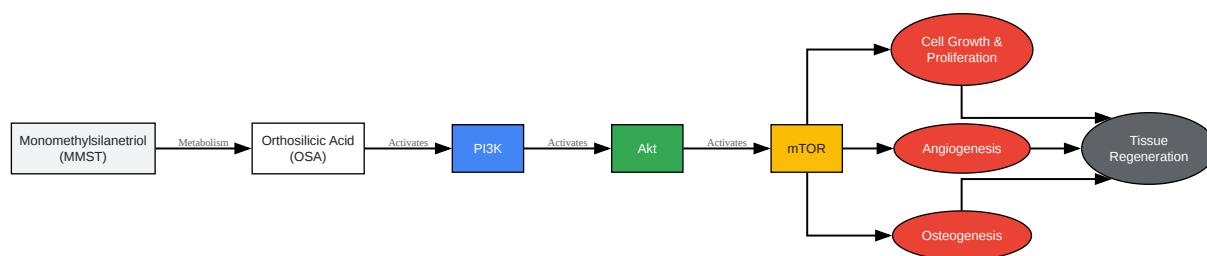 Cell Growth &
Proliferation
Monomethylsilanetriol
(MMST)
Metabolism
Orthosilicic Acid
(OSA)
Activates
PI3K
Activates
Akt
Activates
mTOR
Angiogenesis
Tissue
Regeneration
Osteogenesis